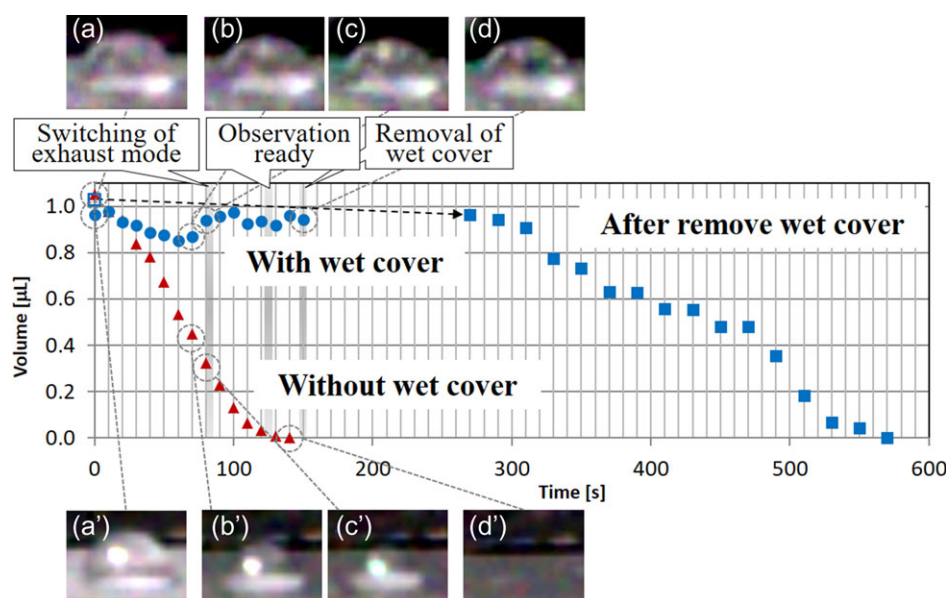 (a)
(b)
(c)
(d)
Switching of
exhaust mode
Observation
ready
Removal of
wet cover
1.0
0.8
0.6
0.4
0.2
0.0
Volume [µL]
After remove wet cover
With wet cover
Without wet cover
0
100
200
300
400
500
600
Time [s]
(a’)
(b’)
(c’)
(d’)